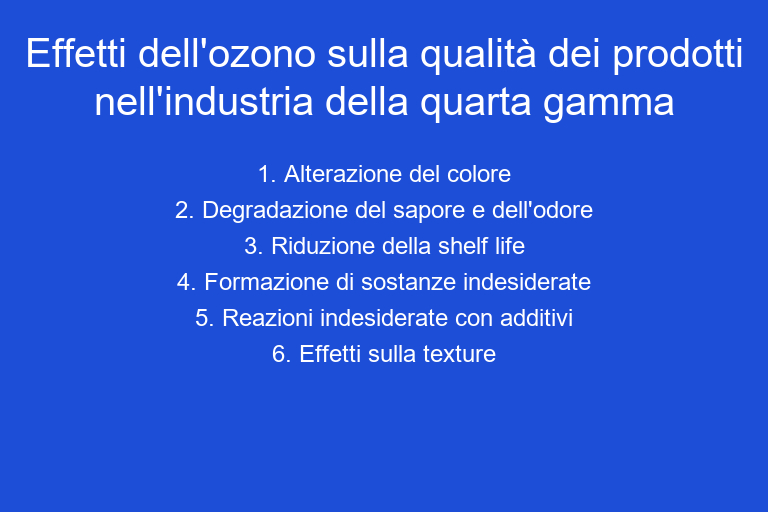 Effetti dell'ozono sulla qualità dei prodotti
nell'industria della quarta gamma
1. Alterazione del colore
2. Degradazione del sapore e dell'odore
3. Riduzione della shelf life
4. Formazione di sostanze indesiderate
5. Reazioni indesiderate con additivi
6. Effetti sulla texture